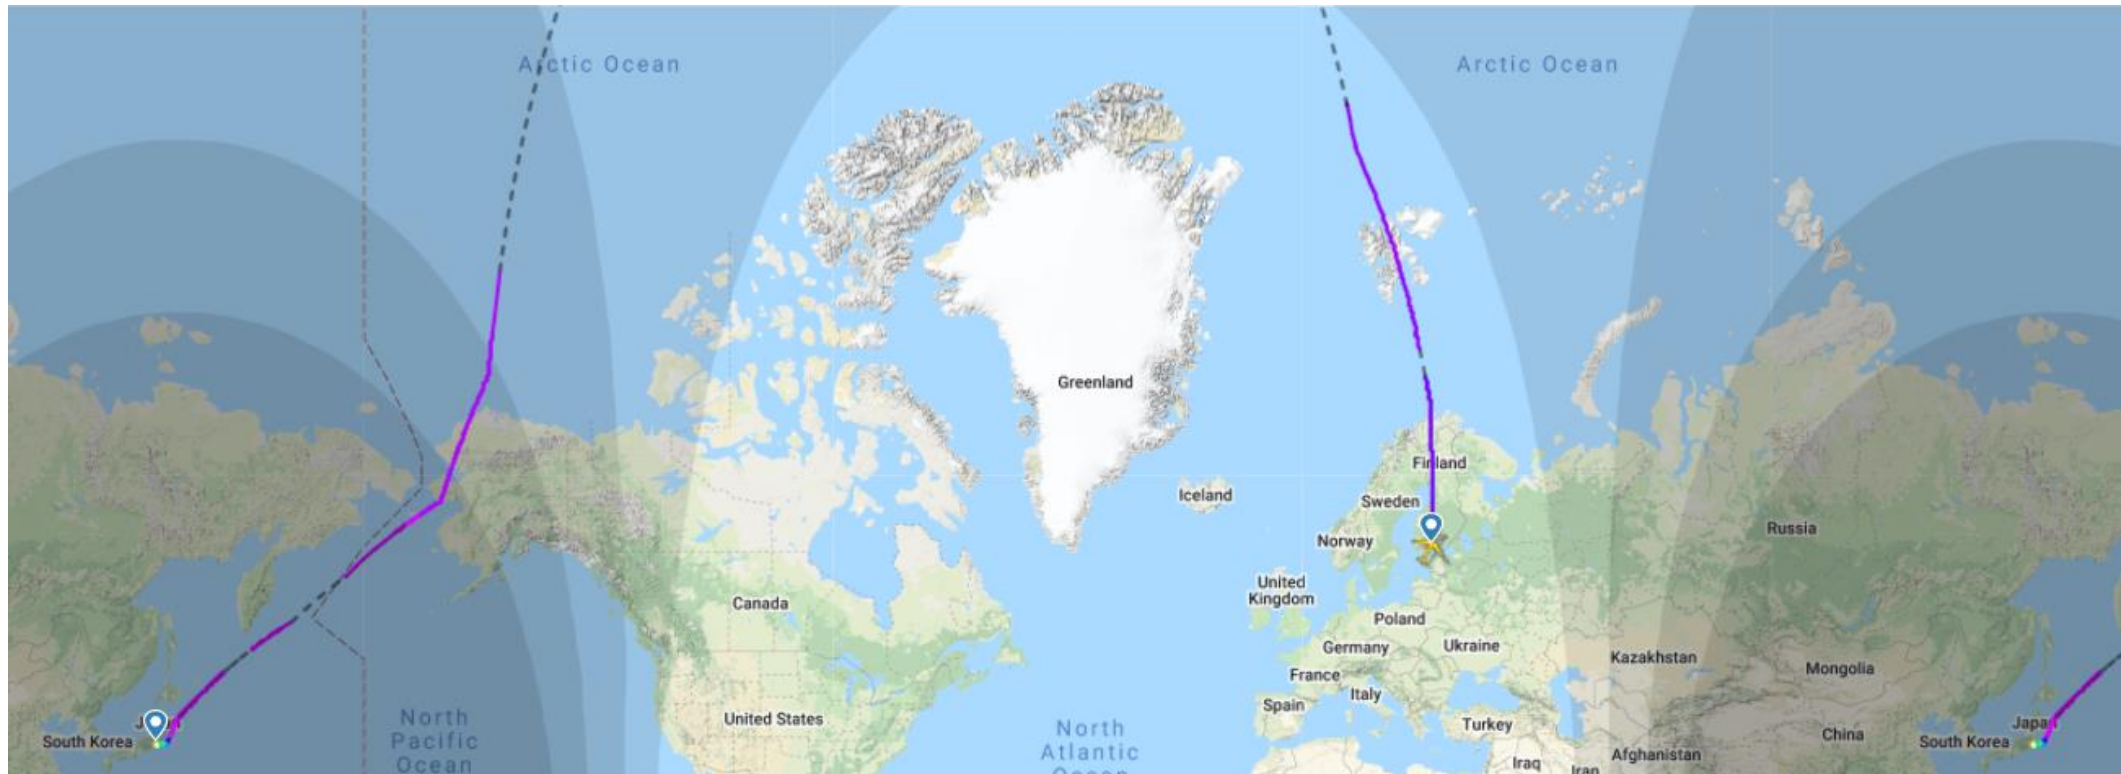 Arctic Ocean
Arctic Ocean
Greenland
Finland
Iceland
Sweden
Russia
Norway
United
Kingdom
Canada
Poland
Germany
Ukraine
Kazakhstan
France
Mongolia
Italy
Spain
North
Pacific
Ocean
United States
North
Atlantic
Ocean
Turkey
Japan
South Korea
South Korea
China
Afghanistan
Iraq
Iran